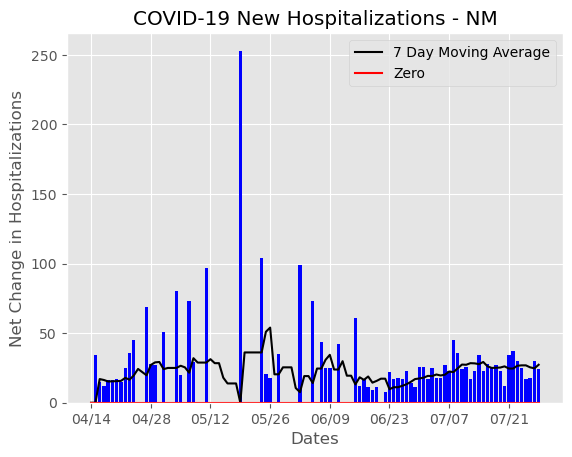 COVID-19 New Hospitalizations - NM
7 Day Moving Average
Zero
Net Change in Hospitalizations
250
200
150
100
50
0
04/14 04/28 05/12 05/26 06/09 06/23 07/07 07/21
Dates